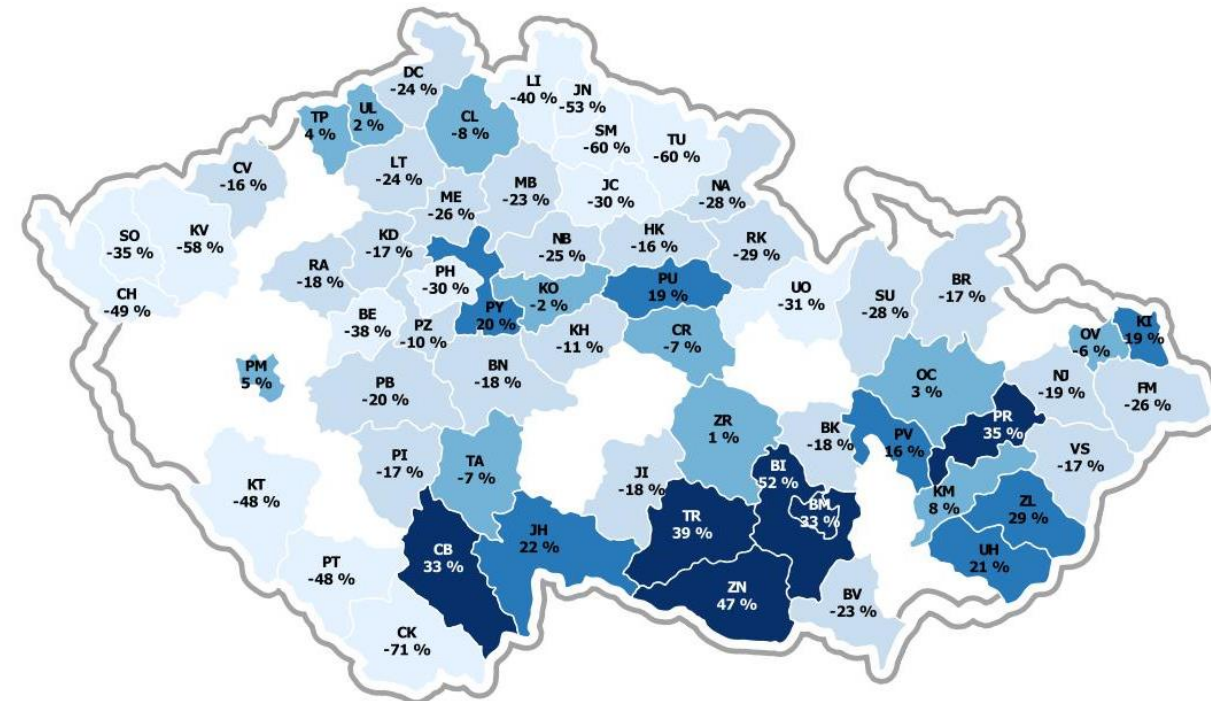 DC
-24 %
LI
-40 %
JN
-53 %
UL
2 %
TP
4 %
CL
-8 %
SM
-60 %
TU
-60 %
CV
-16 %
LT
-24 %
MB
-23 %
JC
-30 %
NA
-28 %
ME
-26 %
SO
-35 %
KV
-58 %
KD
-17 %
NB
-25 %
HK
-16 %
RK
-29 %
RA
-18 %
PH
-30 %
KO
-2 %
PU
19 %
UO
-31 %
SU
-28 %
BR
-17 %
CH
-49 %
BE
-38 %
PZ
-10 %
PY
20 %
KH
-11 %
CR
-7 %
OV
-6 %
KI
19 %
PM
5 %
PB
-20 %
BN
-18 %
OC
3 %
NJ
-19 %
FM
-26 %
ZR
1 %
BK
-18 %
PV
16 %
PR
35 %
VS
-17 %
PI
-17 %
TA
-7 %
JI
-18 %
BI
52 %
KT
-48 %
KM
8 %
ZL
29 %
BM
33 %
TR
39 %
JH
22 %
CB
33 %
UH
21 %
PT
-48 %
ZN
47 %
BV
-23 %
CK
-71 %